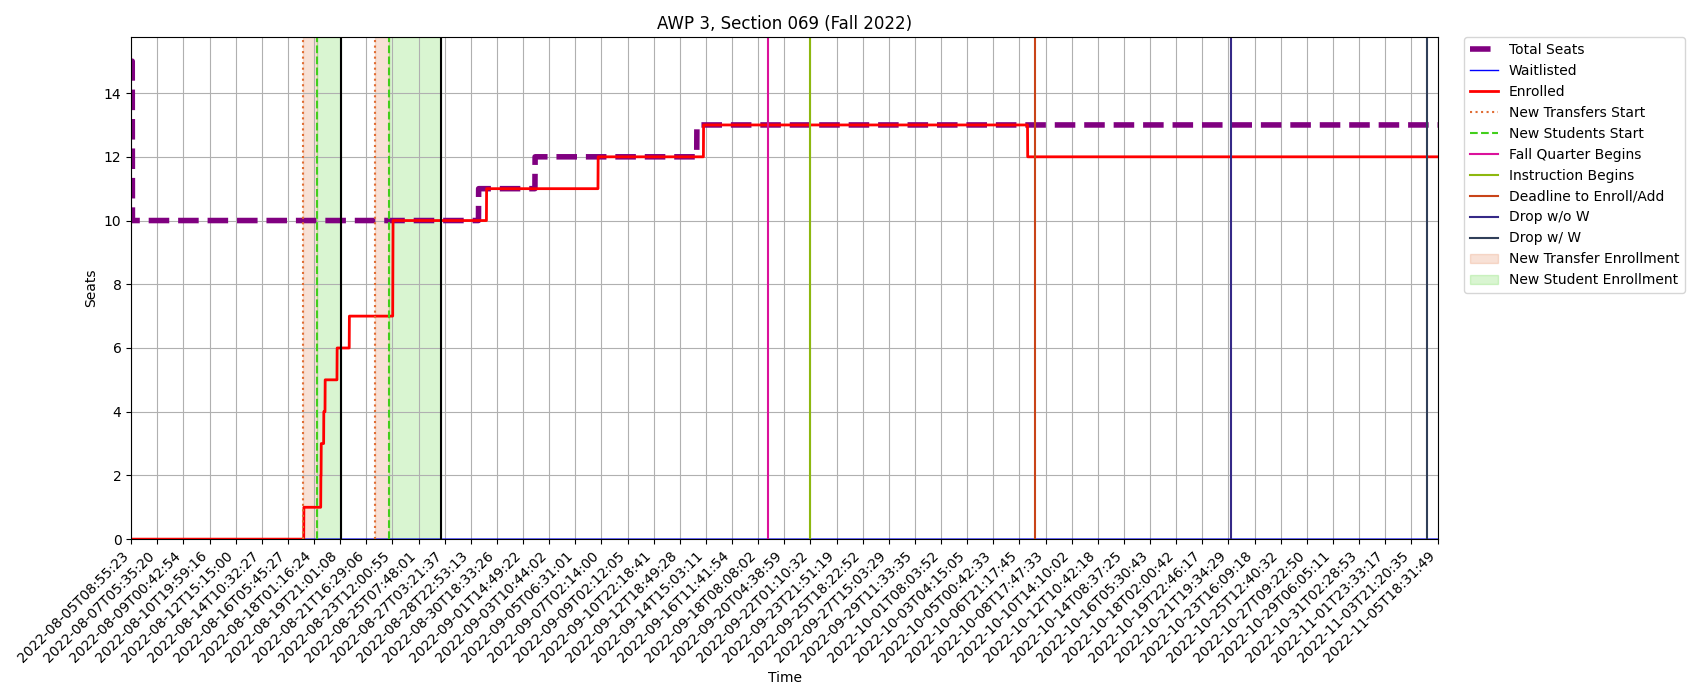 AWP 3, Section 069 (Fall 2022)
Total Seats
Waitlisted
Enrolled
New Transfers Start
New Students Start
Fall Quarter Begins
Instruction Begins
Deadline to Enroll/Add
Drop w/o W
Drop w/ W
New Transfer Enrollment
New Student Enrollment
Seats
14
12
10
8
6
4
2
0
2022-08-05T08:55:23
2022-08-07T05:35:20
2022-08-09T00:42:54
2022-08-10T19:59:16
2022-08-12T15:15:00
2022-08-14T10:32:27
2022-08-16T05:45:27
2022-08-18T01:16:24
2022-08-19T21:01:08
2022-08-21T16:29:06
2022-08-23T12:00:55
2022-08-25T07:48:01
2022-08-27T03:21:37
2022-08-28T22:53:13
2022-08-30T18:33:26
2022-09-01T14:49:22
2022-09-03T10:44:02
2022-09-05T06:31:01
2022-09-07T02:14:00
2022-09-09T02:12:05
2022-09-10T22:18:41
2022-09-12T18:49:28
2022-09-14T15:03:11
2022-09-16T11:41:54
2022-09-18T08:08:02
2022-09-20T04:38:59
2022-09-22T01:10:32
2022-09-23T21:51:19
2022-09-25T18:22:52
2022-09-27T15:03:29
2022-09-29T11:33:35
2022-10-01T08:03:52
2022-10-03T04:15:05
2022-10-05T00:42:33
2022-10-06T21:17:45
2022-10-08T17:47:33
2022-10-10T14:10:02
2022-10-12T10:42:18
2022-10-14T08:37:25
2022-10-16T05:30:43
2022-10-18T02:00:42
2022-10-19T22:46:17
2022-10-21T19:34:29
2022-10-23T16:09:18
2022-10-25T12:40:32
2022-10-27T09:22:50
2022-10-29T06:05:11
2022-10-31T02:28:53
2022-11-01T23:33:17
2022-11-03T21:20:35
2022-11-05T18:31:49
Time